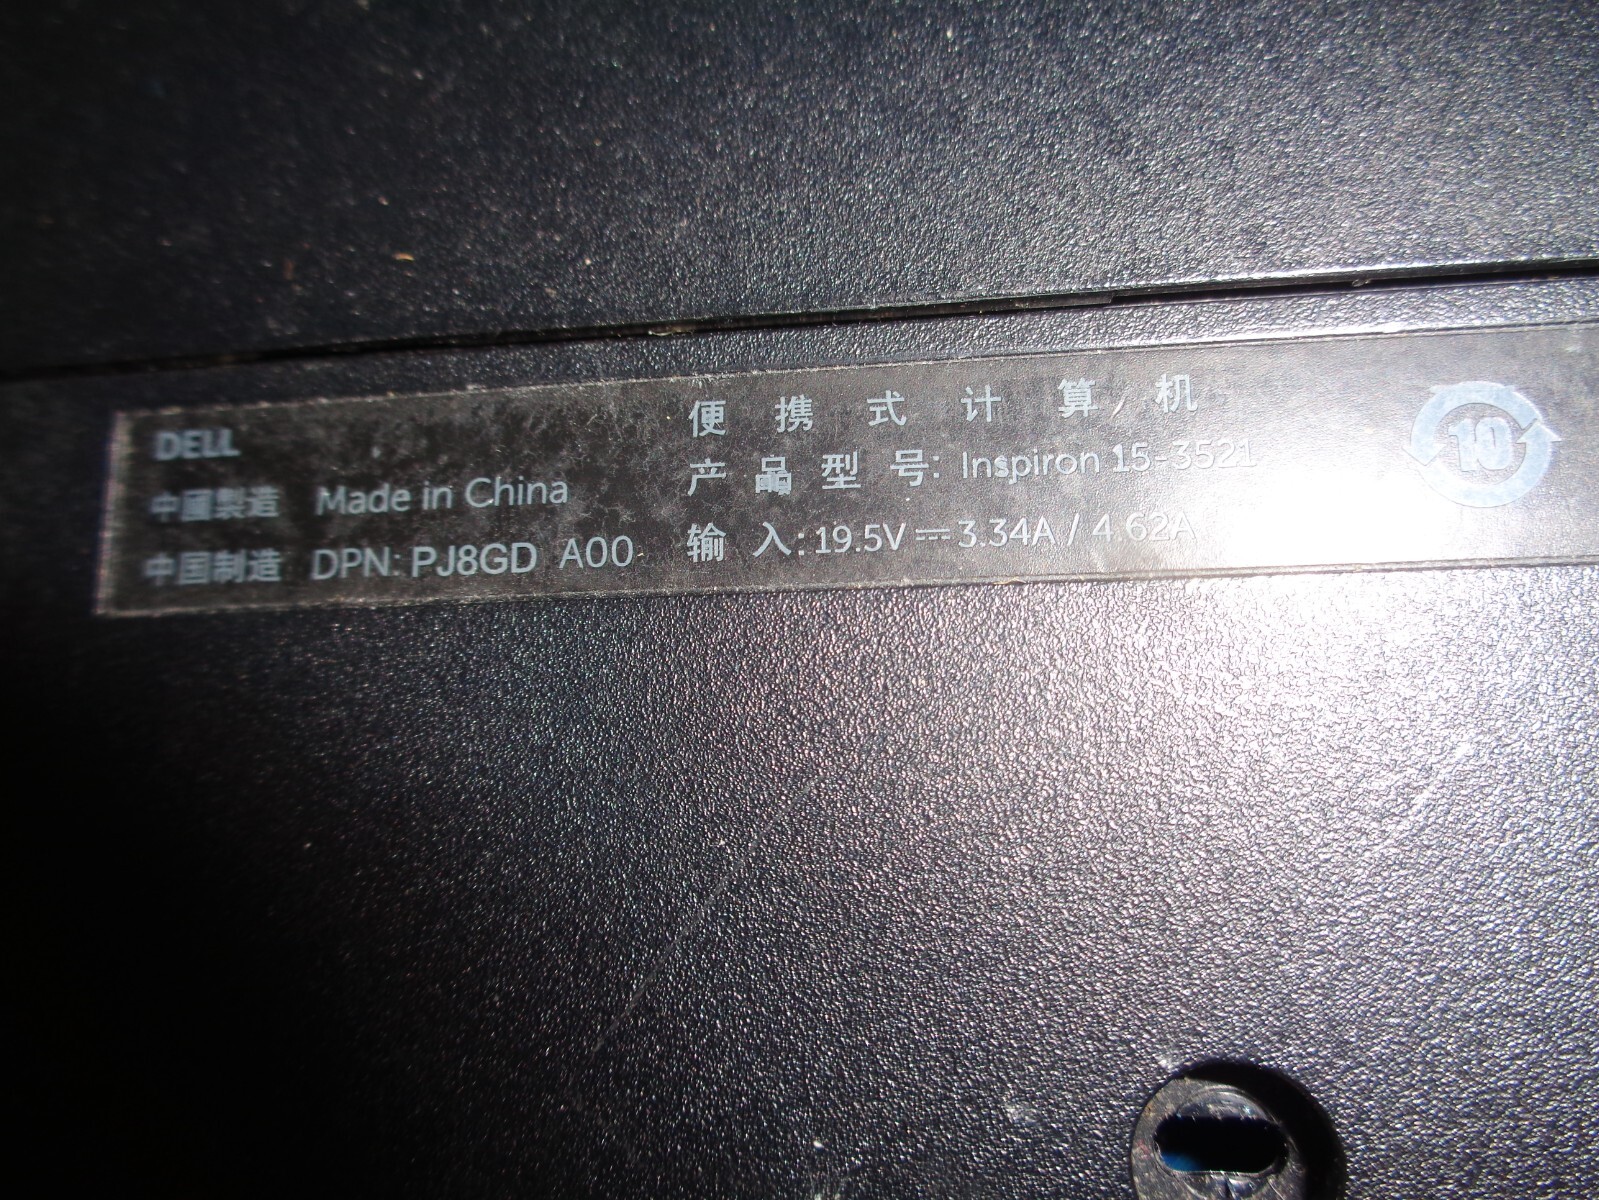 DELL
中國製造 Made in China
中国制造 DPN: PJ8GD A00
便携式计算机
产品型号: Inspiron 15-3521
输入: 19.5V ⎓ 3.34A / 4.62A
10